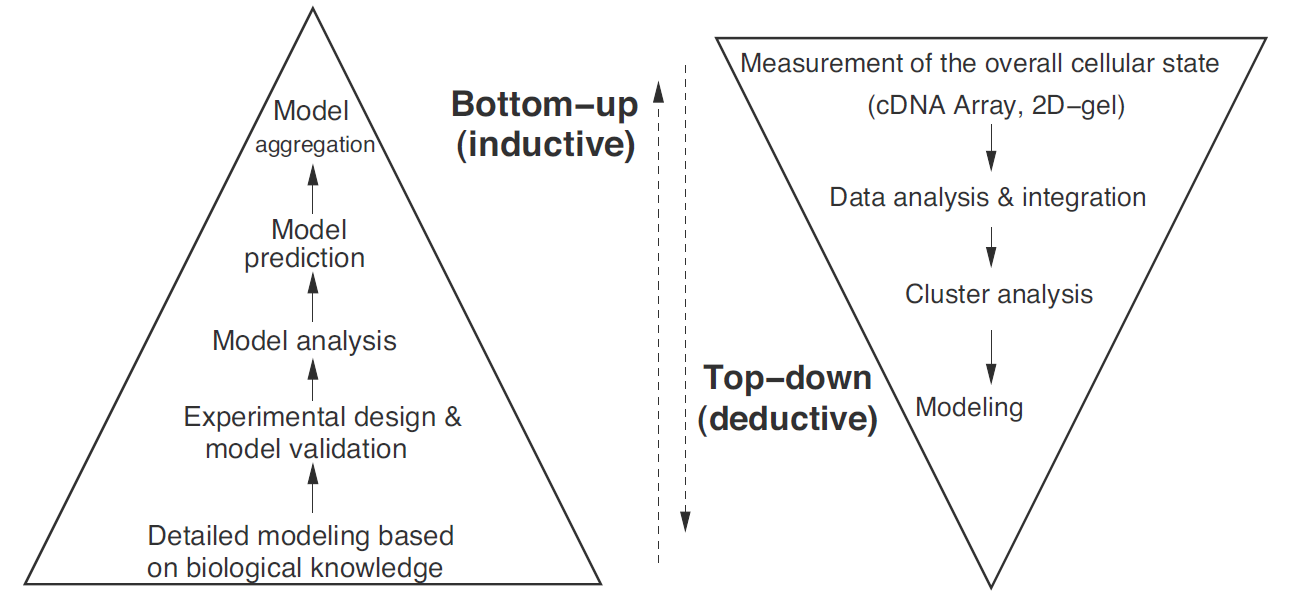 Model
aggregation
Model
prediction
Model analysis
Experimental design &
model validation
Detailed modeling based
on biological knowledge
Bottom−up
(inductive)
Top−down
(deductive)
Measurement of the overall cellular state
(cDNA Array, 2D−gel)
Data analysis & integration
Cluster analysis
Modeling